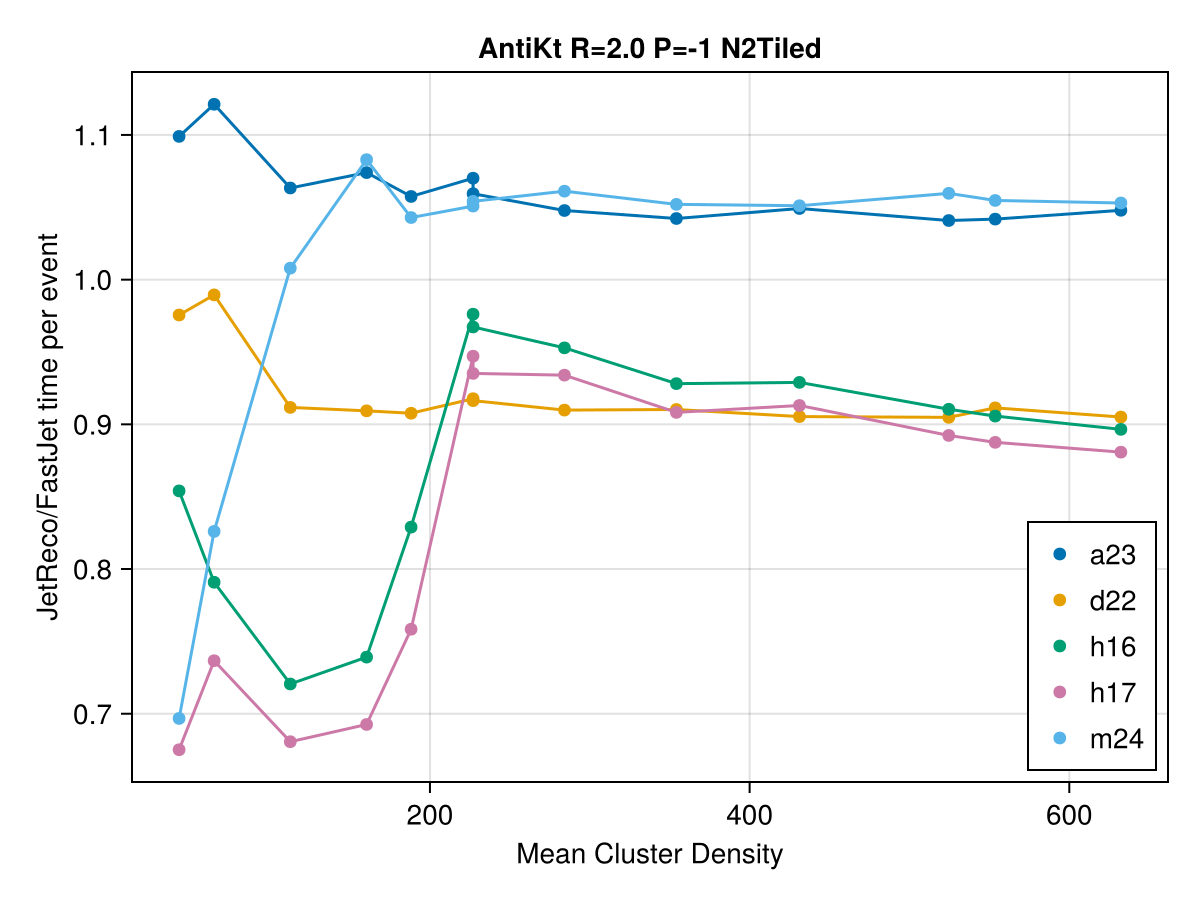 AntiKt R=2.0 P=-1 N2Tiled
JetReco/FastJet time per event
1.1
1.0
0.9
0.8
0.7
200
400
600
Mean Cluster Density
a23
d22
h16
h17
m24